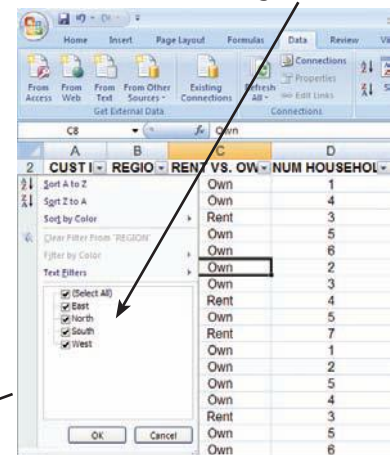 Home Insert Page Layout Formulas Data Review
From Access From Web From Text From Other Sources Existing Connections Refresh All Connections Properties Edit Links
Get External Data Connections
C8 fx Own
A B C D
2 CUST I REGIO RENT VS. OW NUM HOUSEHOL
Sort A to Z Own 1
Sort Z to A Own 4
Sort by Color Rent 3
Own 5
Clear Filter From "REGION" Own 6
Filter by Color Own 2
Text Filters Own 3
(Select All) Rent 4
East Own 5
North Rent 7
South Own 1
West Own 2
Own 5
Own 4
Rent 3
OK Cancel Own 5
Own 6